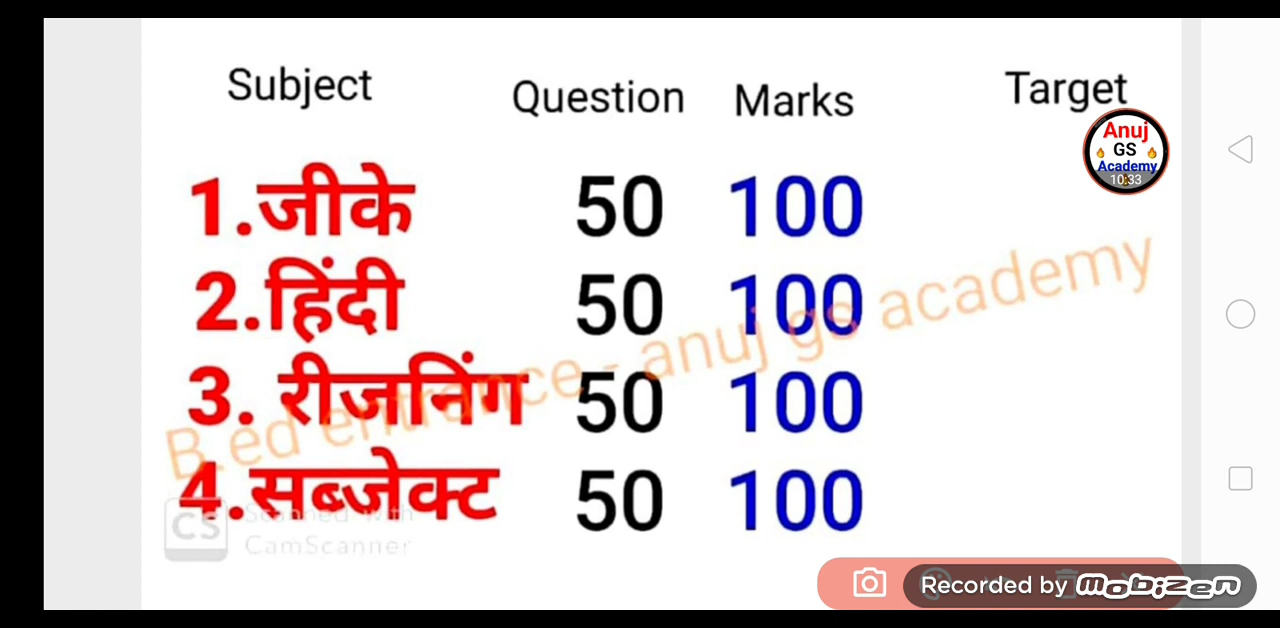 Subject Question Marks Target
Anuj
GS
Academy
10:33
1.जीके 50 100
2.हिंदी 50 100
3. रीजनिंग 50 100
4.सब्जेक्ट 50 100
B.ed entrance - anuj gs academy
CS Scanned with
CamScanner
Recorded by mobizen